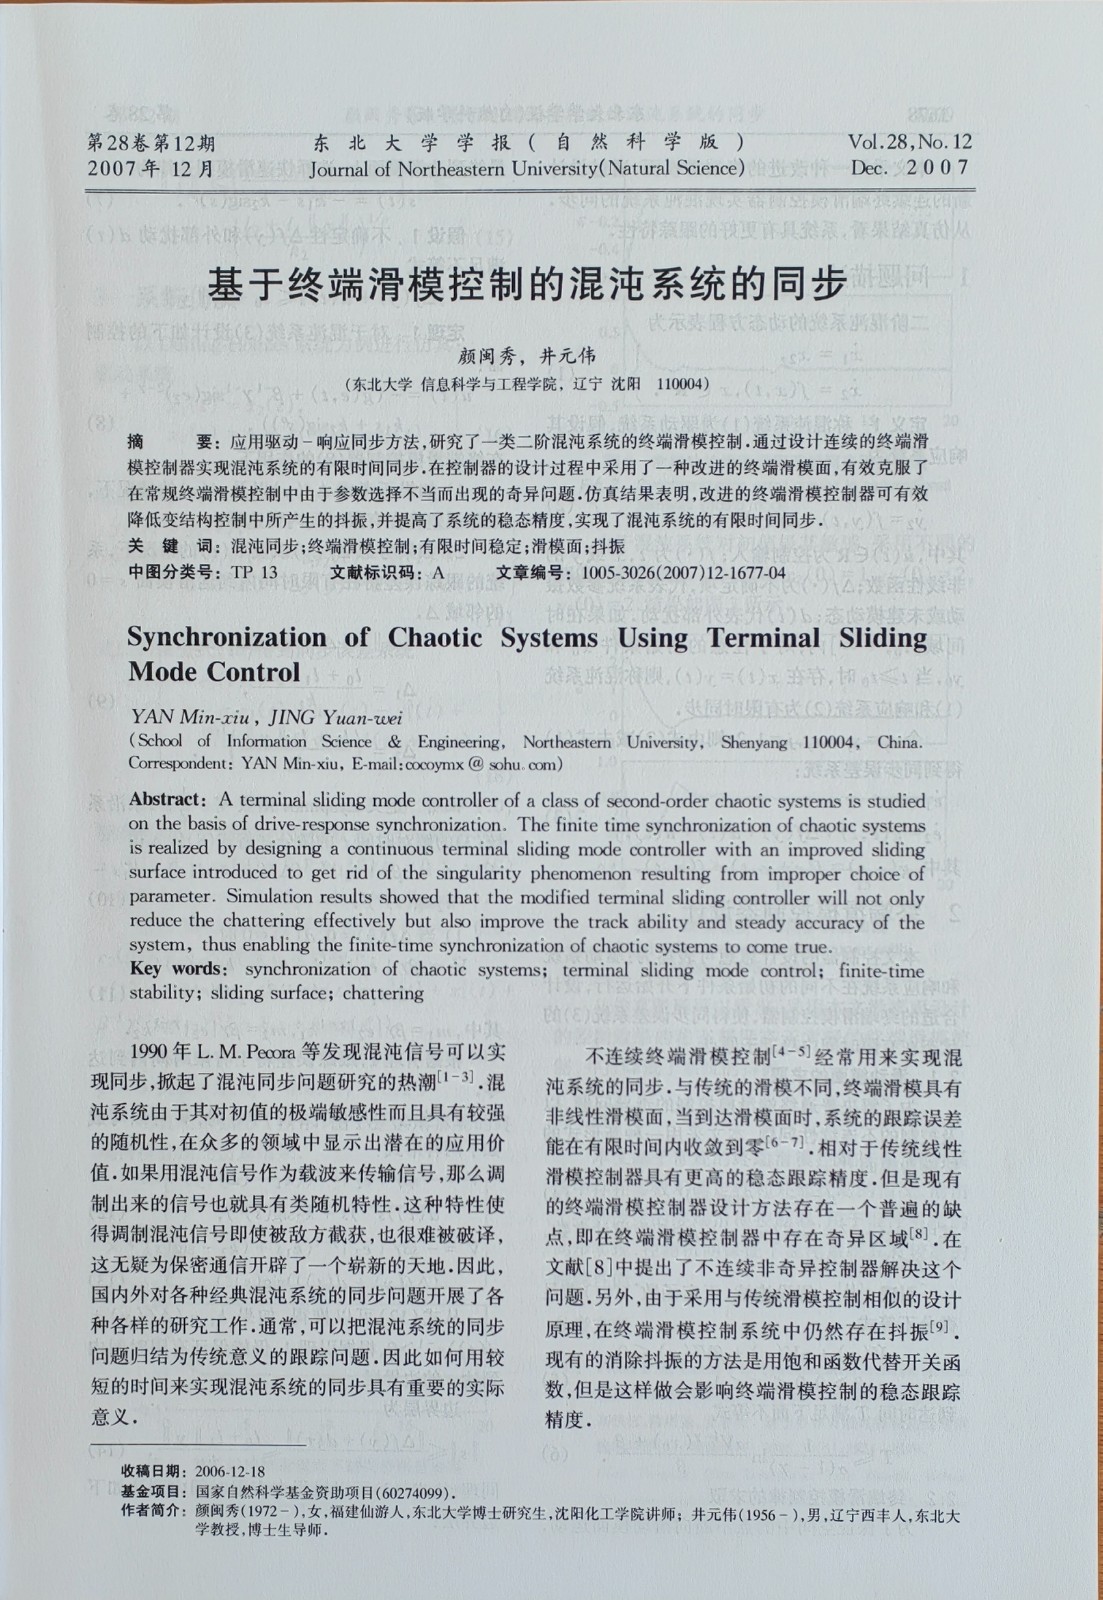 第28卷第12期
2007年 12月
东北大学学报(自然科学版)
Journal of Northeastern University(Natural Science)
Vol.28,No.12
Dec. 2007
基于终端滑模控制的混沌系统的同步
颜闽秀，井元伟
(东北大学 信息科学与工程学院，辽宁 沈阳 110004)
摘 要：应用驱动-响应同步方法,研究了一类二阶混沌系统的终端滑模控制.通过设计连续的终端滑
模控制器实现混沌系统的有限时间同步.在控制器的设计过程中采用了一种改进的终端滑模面,有效克服了
在常规终端滑模控制中由于参数选择不当而出现的奇异问题.仿真结果表明,改进的终端滑模控制器可有效
降低变结构控制中所产生的抖振,并提高了系统的稳态精度,实现了混沌系统的有限时间同步.
关 键 词：混沌同步;终端滑模控制;有限时间稳定;滑模面;抖振
中图分类号：TP 13 文献标识码：A 文章编号：1005-3026(2007)12-1677-04
Synchronization of Chaotic Systems Using Terminal Sliding
Mode Control
YAN Min-xiu, JING Yuan-wei
(School of Information Science & Engineering, Northeastern University, Shenyang 110004, China.
Correspondent: YAN Min-xiu, E-mail:cocoymx@sohu.com)
Abstract: A terminal sliding mode controller of a class of second-order chaotic systems is studied
on the basis of drive-response synchronization. The finite time synchronization of chaotic systems
is realized by designing a continuous terminal sliding mode controller with an improved sliding
surface introduced to get rid of the singularity phenomenon resulting from improper choice of
parameter. Simulation results showed that the modified terminal sliding controller will not only
reduce the chattering effectively but also improve the track ability and steady accuracy of the
system, thus enabling the finite-time synchronization of chaotic systems to come true.
Key words: synchronization of chaotic systems; terminal sliding mode control; finite-time
stability; sliding surface; chattering
1990年L.M.Pecora等发现混沌信号可以实
现同步,掀起了混沌同步问题研究的热潮[1-3].混
沌系统由于其对初值的极端敏感性而且具有较强
的随机性,在众多的领域中显示出潜在的应用价
值.如果用混沌信号作为载波来传输信号,那么调
制出来的信号也就具有类随机特性.这种特性使
得调制混沌信号即使被敌方截获,也很难被破译,
这无疑为保密通信开辟了一个崭新的天地.因此,
国内外对各种经典混沌系统的同步问题开展了各
种各样的研究工作.通常,可以把混沌系统的同步
问题归结为传统意义的跟踪问题.因此如何用较
短的时间来实现混沌系统的同步具有重要的实际
意义.
不连续终端滑模控制[4-5]经常用来实现混
沌系统的同步.与传统的滑模不同,终端滑模具有
非线性滑模面,当到达滑模面时,系统的跟踪误差
能在有限时间内收敛到零[6-7].相对于传统线性
滑模控制器具有更高的稳态跟踪精度.但是现有
的终端滑模控制器设计方法存在一个普遍的缺
点,即在终端滑模控制器中存在奇异区域[8].在
文献[8]中提出了不连续非奇异控制器解决这个
问题.另外,由于采用与传统滑模控制相似的设计
原理,在终端滑模控制系统中仍然存在抖振[9].
现有的消除抖振的方法是用饱和函数代替开关函
数,但是这样做会影响终端滑模控制的稳态跟踪
精度.
收稿日期：2006-12-18
基金项目：国家自然科学基金资助项目(60274099).
作者简介：颜闽秀(1972-),女,福建仙游人,东北大学博士研究生,沈阳化工学院讲师；井元伟(1956-),男,辽宁西丰人,东北大
学教授,博士生导师.